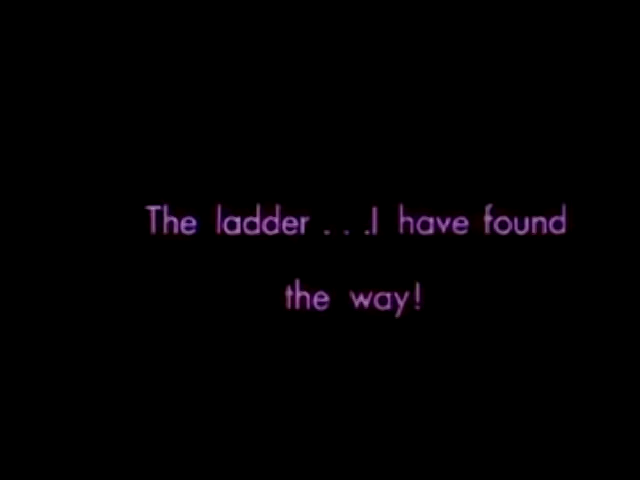 The ladder . . .I have found
the way!